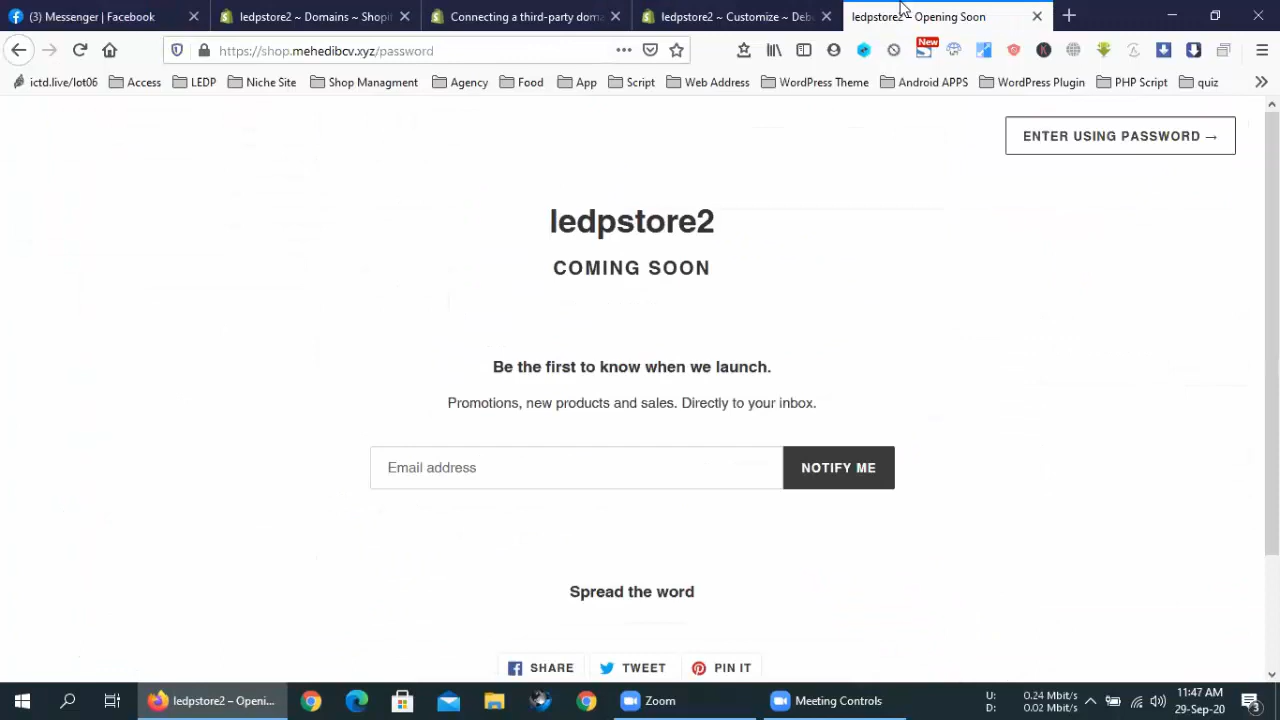 (3) Messenger | Facebook
ledpstore2 ~ Domains ~ Shopif
Connecting a third-party doma
ledpstore2 ~ Customize ~ Deb
ledpstore2 – Opening Soon
https://shop.mehedibcv.xyz/password
New
ictd.live/lot06
Access
LEDP
Niche Site
Shop Managment
Agency
Food
App
Script
Web Address
WordPress Theme
Android APPS
WordPress Plugin
PHP Script
quiz
ENTER USING PASSWORD →
ledpstore2
COMING SOON
Be the first to know when we launch.
Promotions, new products and sales. Directly to your inbox.
Email address
NOTIFY ME
Spread the word
SHARE
TWEET
PIN IT
ledpstore2 – Openi...
Zoom
Meeting Controls
U: 0.24 Mbit/s
D: 0.02 Mbit/s
11:47 AM
29-Sep-20
3